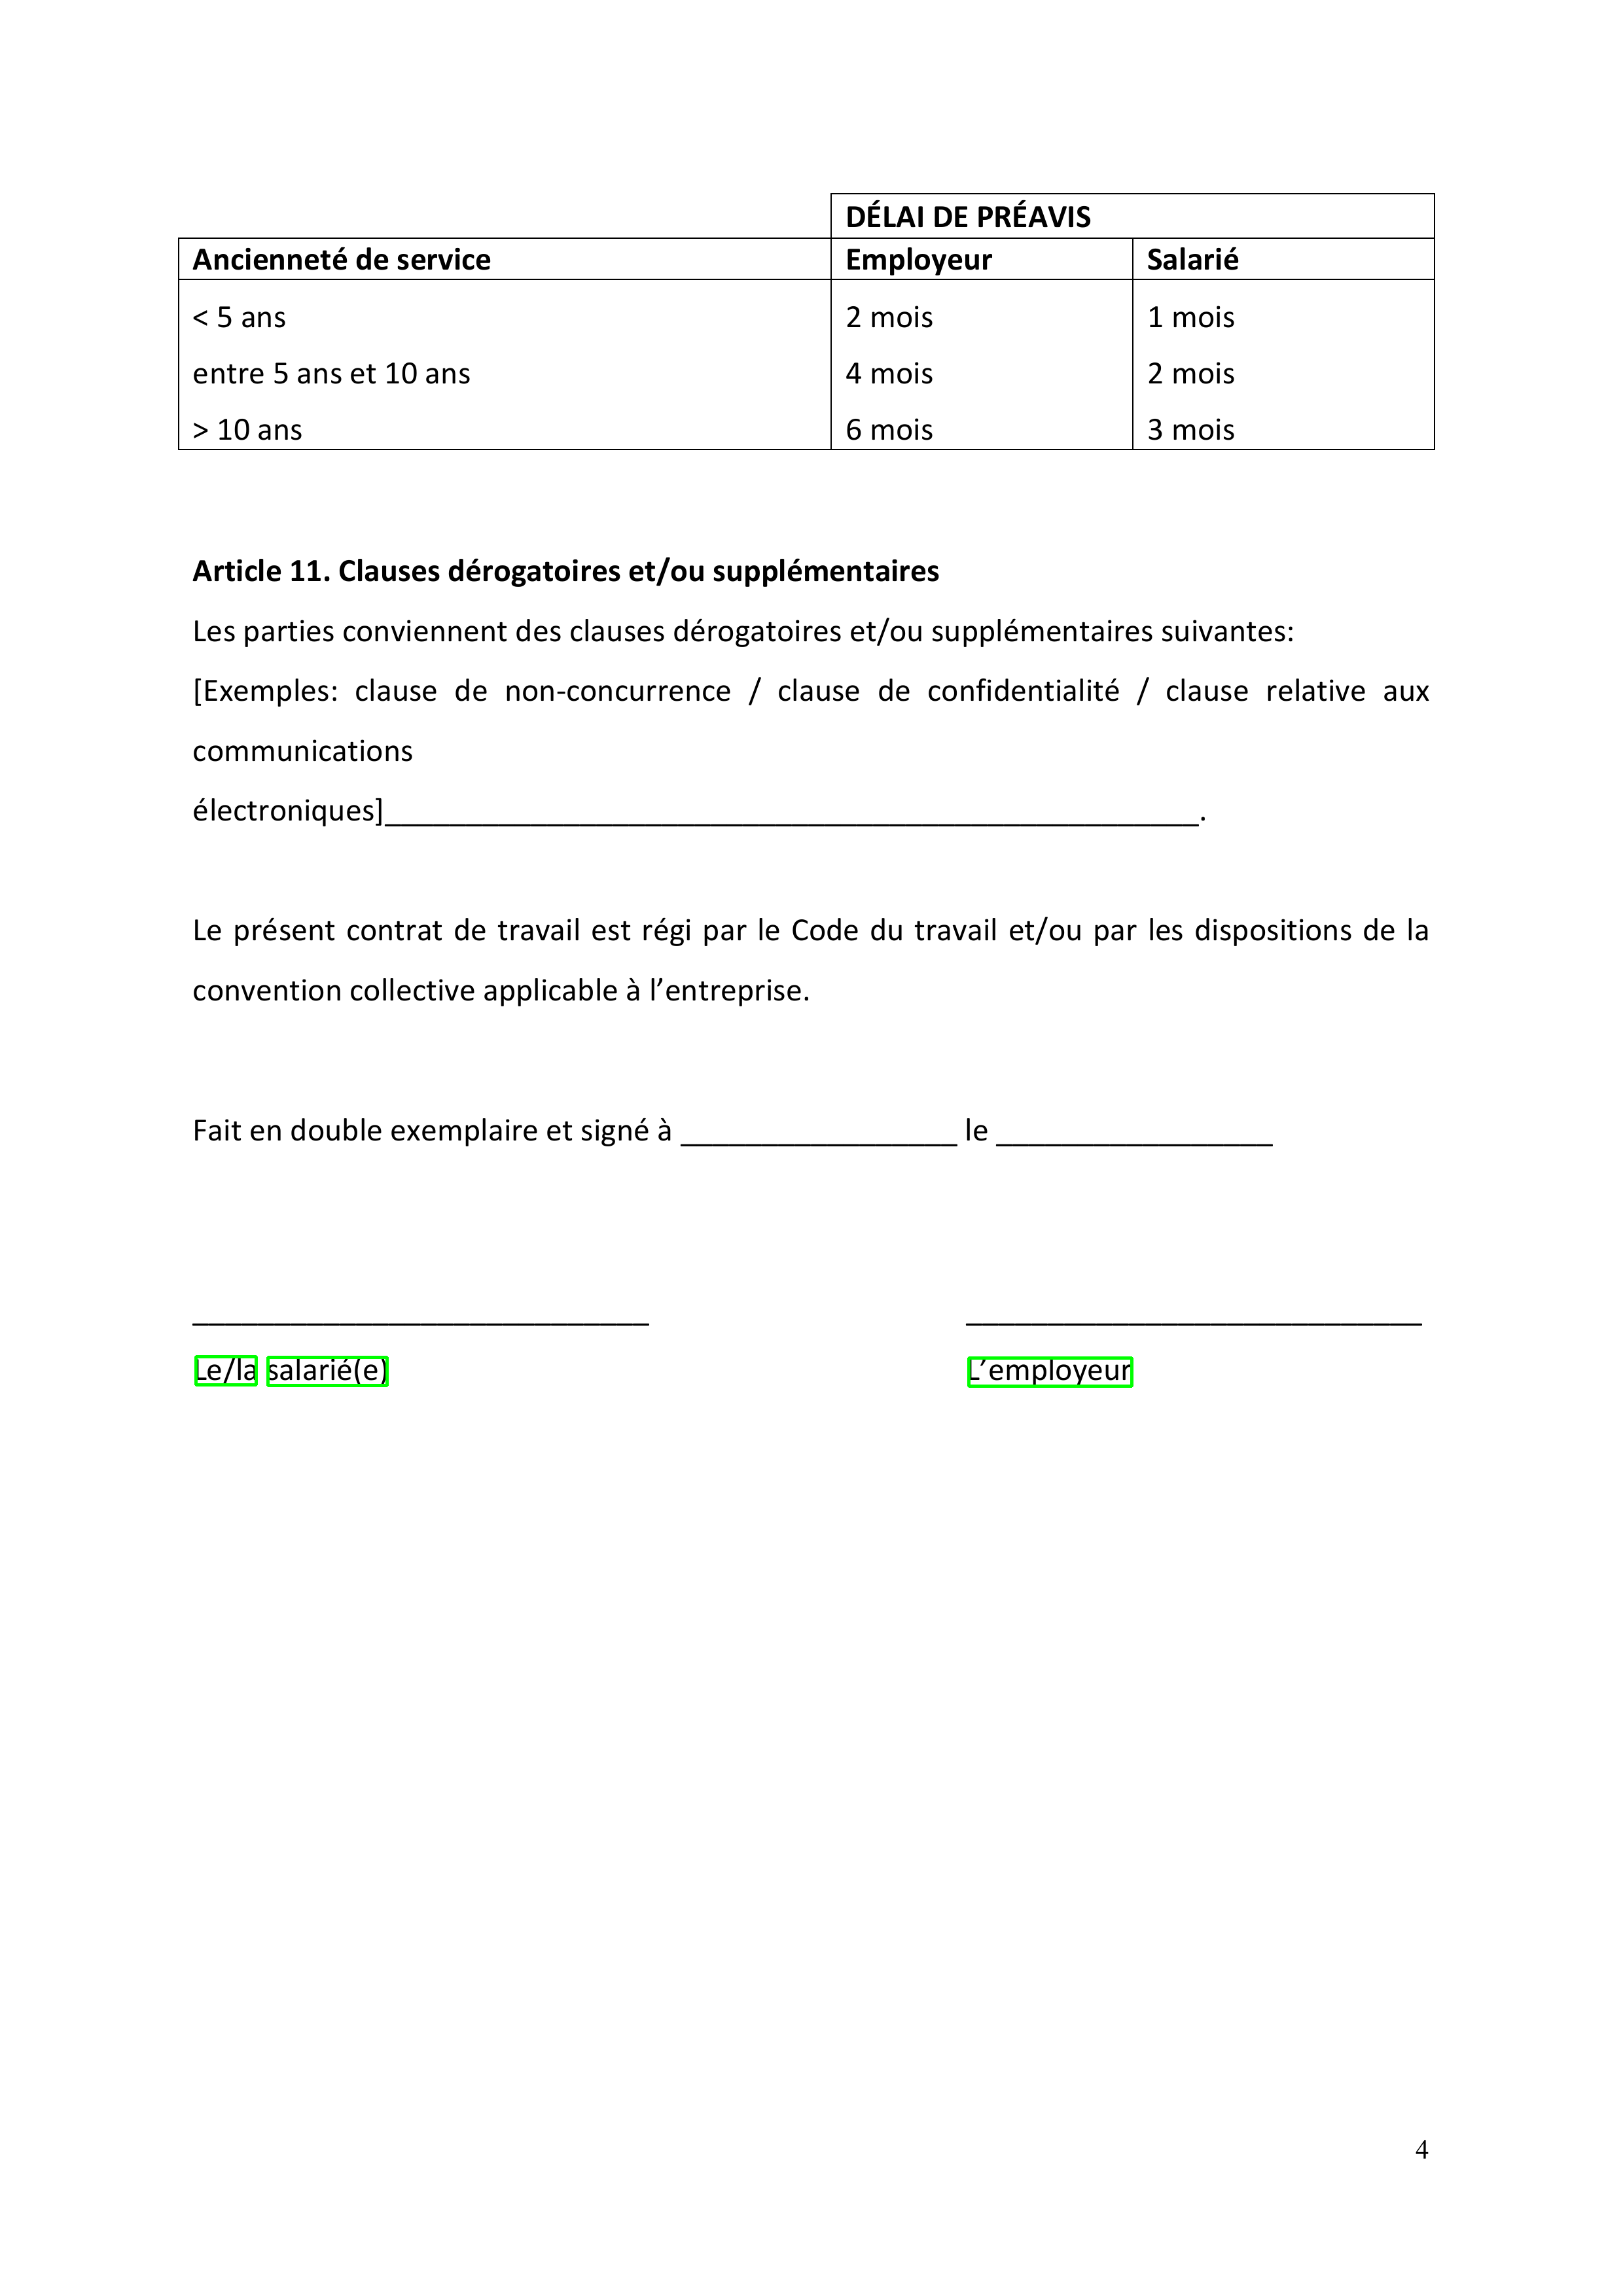 DÉLAI DE PRÉAVIS
Ancienneté de service Employeur Salarié
< 5 ans 2 mois 1 mois
entre 5 ans et 10 ans 4 mois 2 mois
> 10 ans 6 mois 3 mois
Article 11. Clauses dérogatoires et/ou supplémentaires
Les parties conviennent des clauses dérogatoires et/ou supplémentaires suivantes:
[Exemples: clause de non-concurrence / clause de confidentialité / clause relative aux
communications
électroniques]__________________________________________________.
Le présent contrat de travail est régi par le Code du travail et/ou par les dispositions de la
convention collective applicable à l’entreprise.
Fait en double exemplaire et signé à _________________ le _________________
____________________________ ____________________________
Le/la salarié(e) L’employeur
4